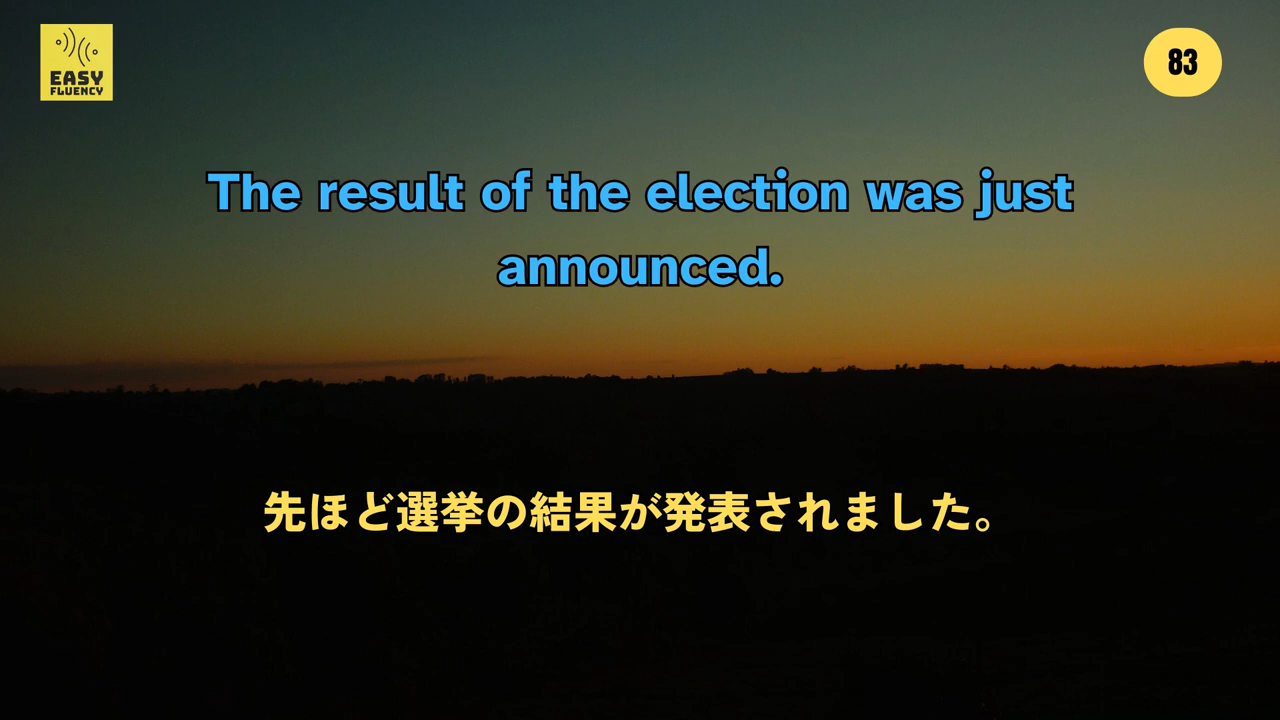 EASY
FLUENCY
83
The result of the election was just
announced.
先ほど選挙の結果が発表されました。